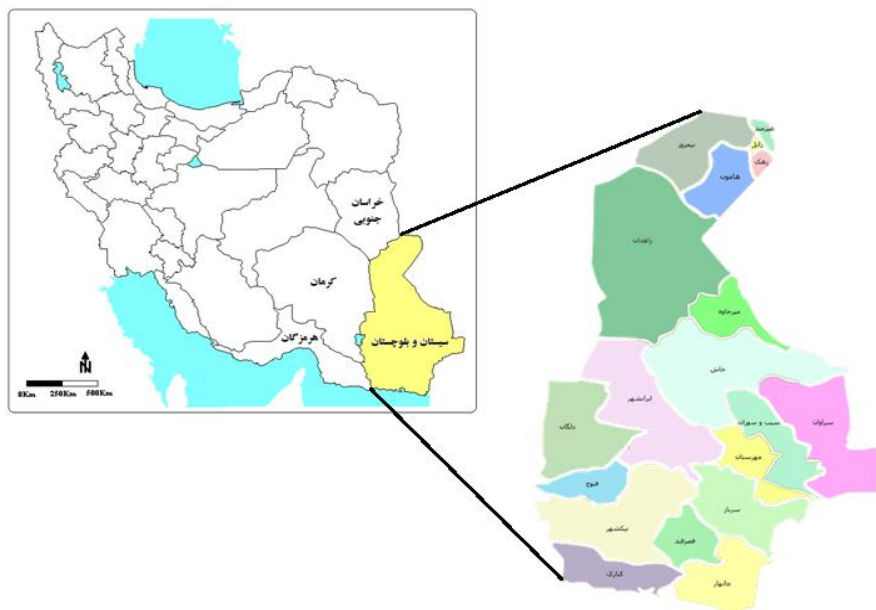 خراسان
جنوبی
کرمان
هرمزگان
سیستان و بلوچستان
N
0Km 250Km 500Km
هیرمند
زابل
زهک
نیمروز
هامون
زاهدان
میرجاوه
خاش
ایرانشهر
دلگان
سیب و سوران
سراوان
مهرستان
فنوج
سرباز
نیکشهر
قصرقند
کنارک
چابهار